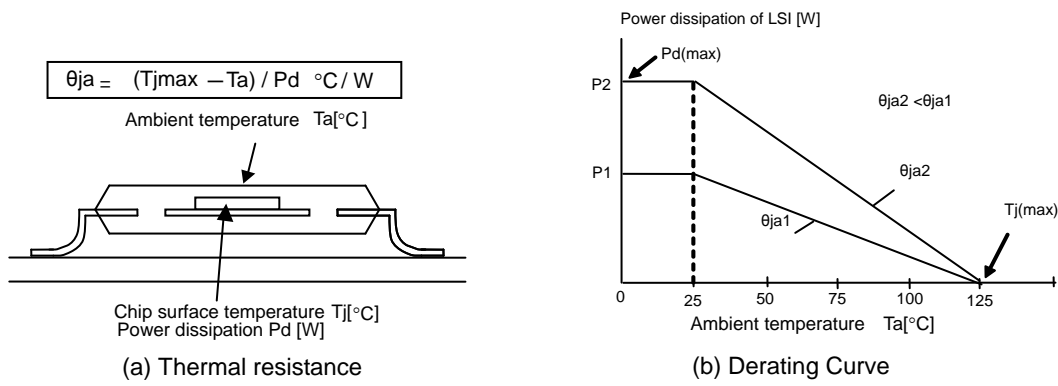 θja = (Tjmax －Ta) / Pd °C/ W
Ambient temperature Ta[°C ]
Chip surface temperature Tj[°C]
Power dissipation Pd [W]
(a) Thermal resistance
Power dissipation of LSI [W]
Pd(max)
P2
θja2 <θja1
P1
θja2
Tj(max)
θja1
0 25 50 75 100 125
Ambient temperature Ta[°C]
(b) Derating Curve